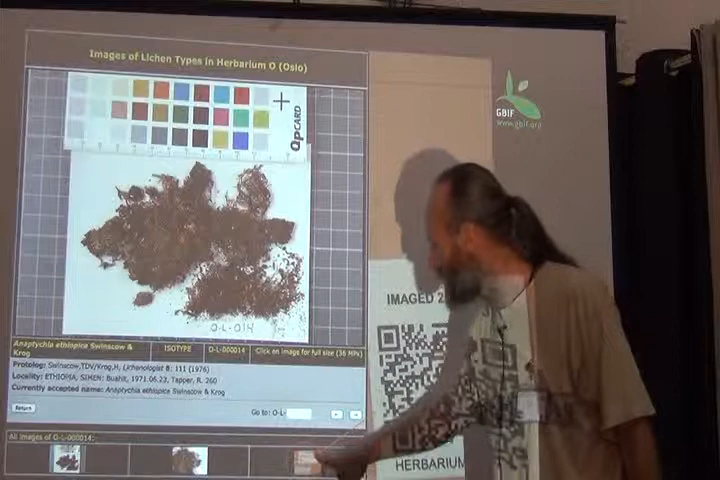 Images of Lichen Types in Herbarium O (Oslo)
QPCARD
GBIF
www.gbif.org
O-L-014
IMAGED 2
Anaptychia ethiopica Swinscow & Krog
ISOTYPE
O-L-000014
Click on image for full size (36 MPx)
Protolog: Swinscow,TDV/Krog,H, Lichenologist 8: 111 (1976)
Locality: ETHIOPIA, SIMEN: Buahit, 1971.06.23, Tapper, R. 260
Currently accepted name: Anaptychia ethiopica Swinscow & Krog
Return
Go to: O-L-
All images of O-L-000014:
HERBARIUM